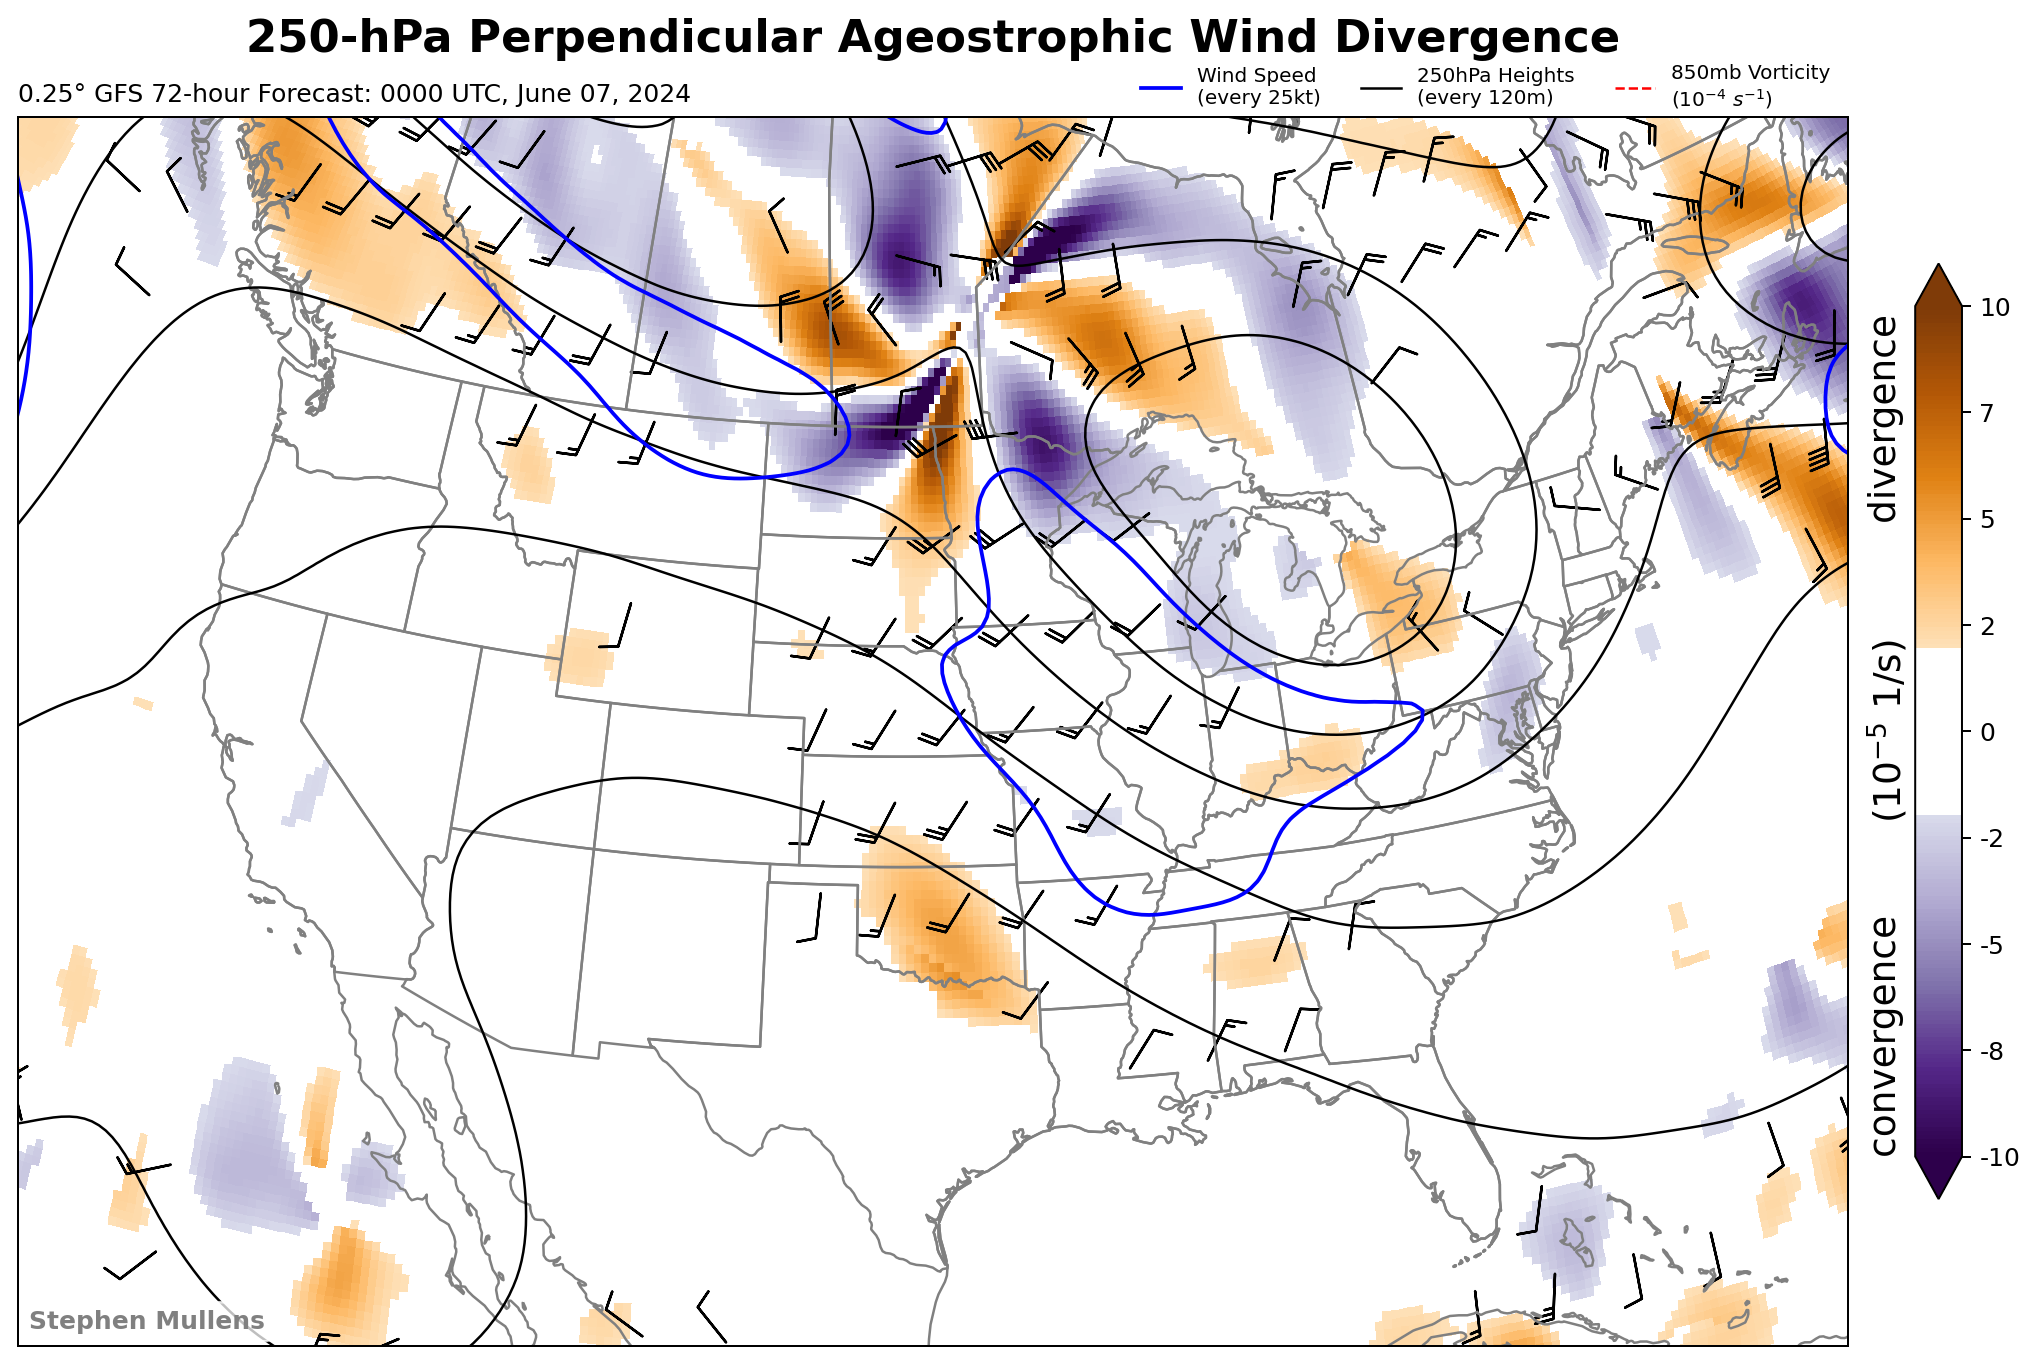 250-hPa Perpendicular Ageostrophic Wind Divergence
0.25° GFS 72-hour Forecast: 0000 UTC, June 07, 2024
Wind Speed
(every 25kt)
250hPa Heights
(every 120m)
850mb Vorticity
(10⁻⁴ s⁻¹)
10
7
5
2
0
-2
-5
-8
-10
convergence (10⁻⁵ 1/s) divergence
Stephen Mullens